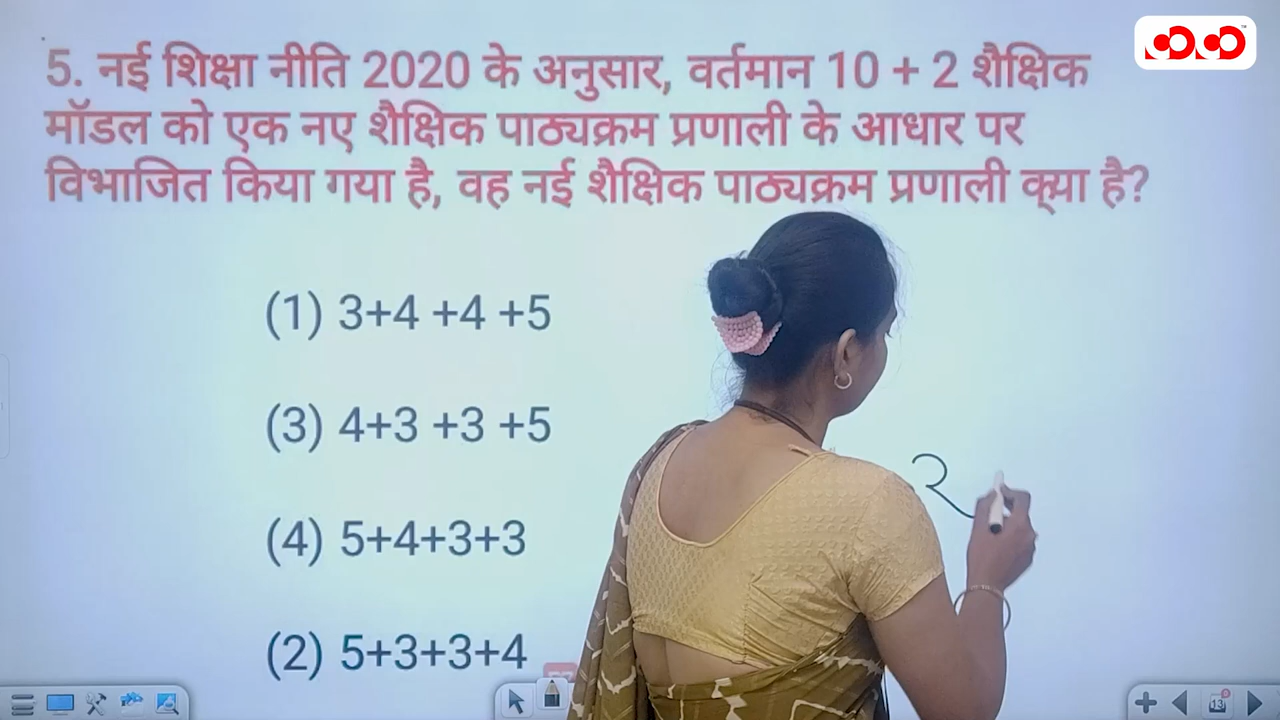 5. नई शिक्षा नीति 2020 के अनुसार, वर्तमान 10 + 2 शैक्षिक
मॉडल को एक नए शैक्षिक पाठ्यक्रम प्रणाली के आधार पर
विभाजित किया गया है, वह नई शैक्षिक पाठ्यक्रम प्रणाली क्या है?
(1) 3+4 +4 +5
(3) 4+3 +3 +5
(4) 5+4+3+3
(2) 5+3+3+4
2
13